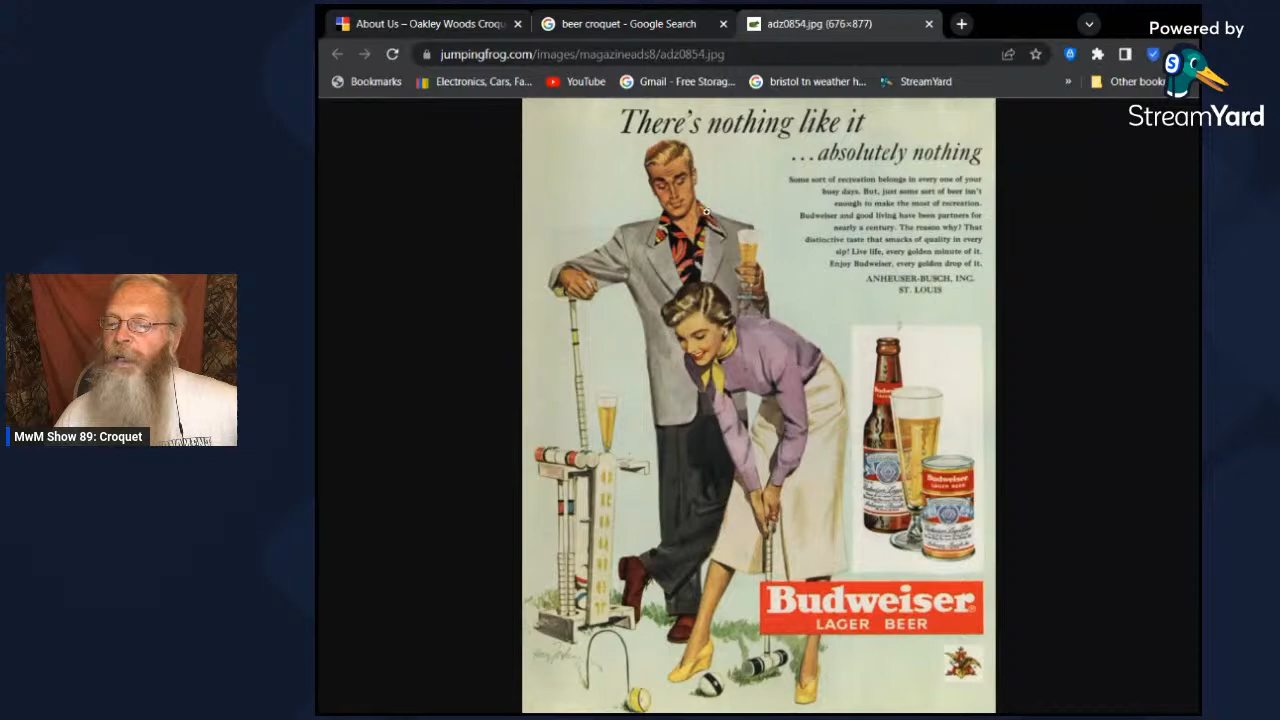 About Us – Oakley Woods Croqu
beer croquet - Google Search
adz0854.jpg (676×877)
Powered by
StreamYard
jumpingfrog.com/images/magazineads8/adz0854.jpg
Bookmarks
Electronics, Cars, Fa...
YouTube
Gmail - Free Storag...
bristol tn weather h...
StreamYard
»
Other book
There's nothing like it
...absolutely nothing
Some sort of recreation belongs in every one of your
busy days. But, just some sort of beer isn't
enough to make the most of recreation.
Budweiser and good living have been partners for
nearly a century. The reason why? That
distinctive taste that smacks of quality in every
sip! Live life, every golden minute of it.
Enjoy Budweiser, every golden drop of it.
ANHEUSER-BUSCH, INC.
ST. LOUIS
Budweiser
LAGER BEER
Budweiser
LAGER BEER
MwM Show 89: Croquet